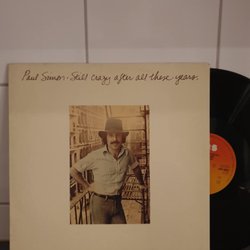 Paul Simon - Still crazy after all these years.